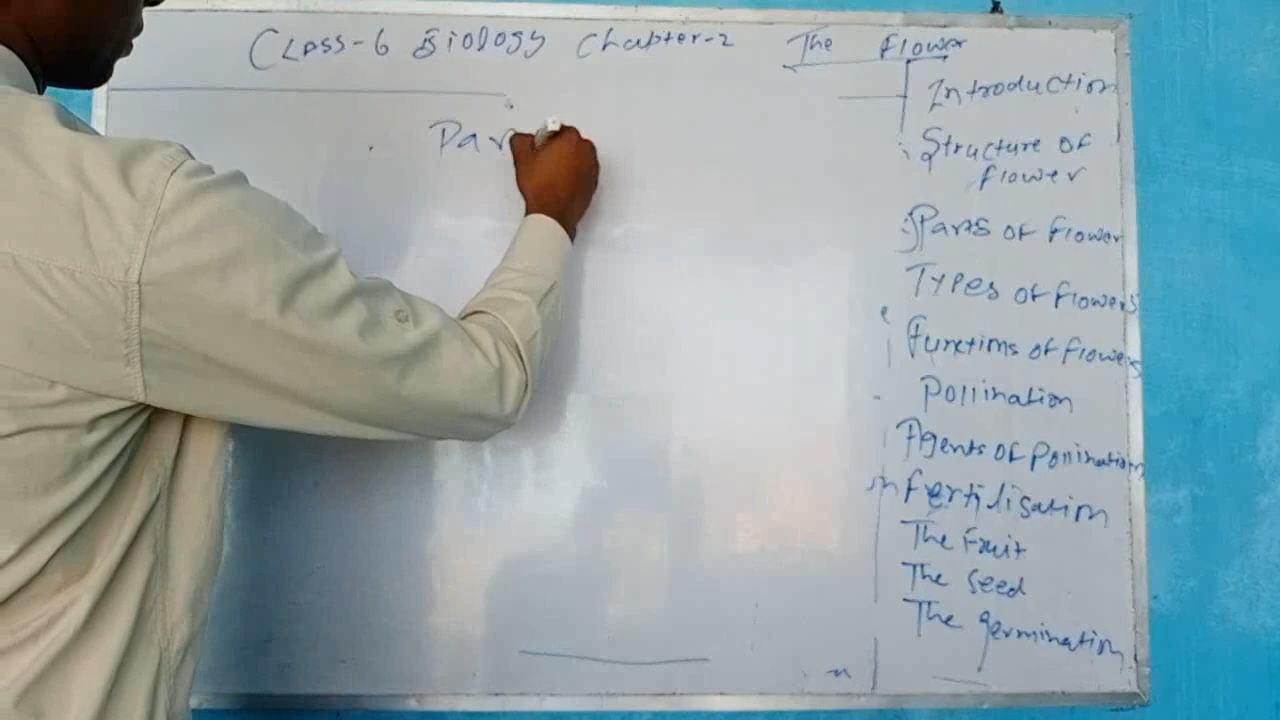 Class-6 Biology Chapter-2 The Flower
Par
Introduction
Structure of
flower
Parts of flower
Types of flowers
Functions of flowers
Pollination
Agents of pollination
fertilisation
The Fruit
The seed
The germination